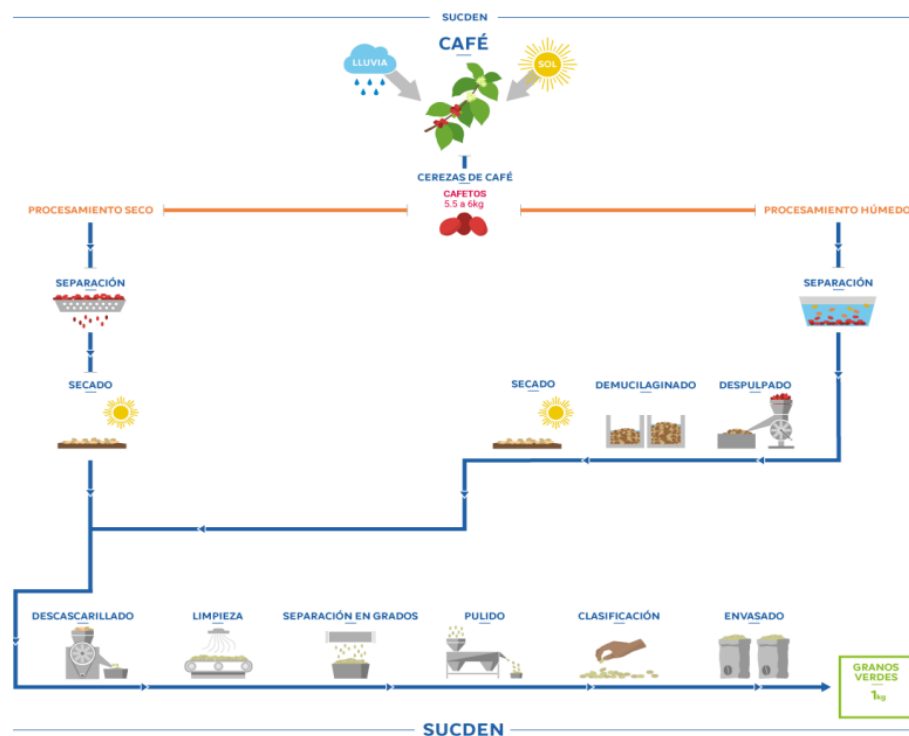 SUCDEN
CAFÉ
LLUVIA
SOL
CEREZAS DE CAFÉ
CAFETOS
5.5 a 6kg
PROCESAMIENTO SECO
PROCESAMIENTO HÚMEDO
SEPARACIÓN
SEPARACIÓN
SECADO
SECADO
DEMUCILAGINADO
DESPULPADO
DESCASCARILLADO
LIMPIEZA
SEPARACIÓN EN GRADOS
PULIDO
CLASIFICACIÓN
ENVASADO
GRANOS
VERDES
1kg
SUCDEN